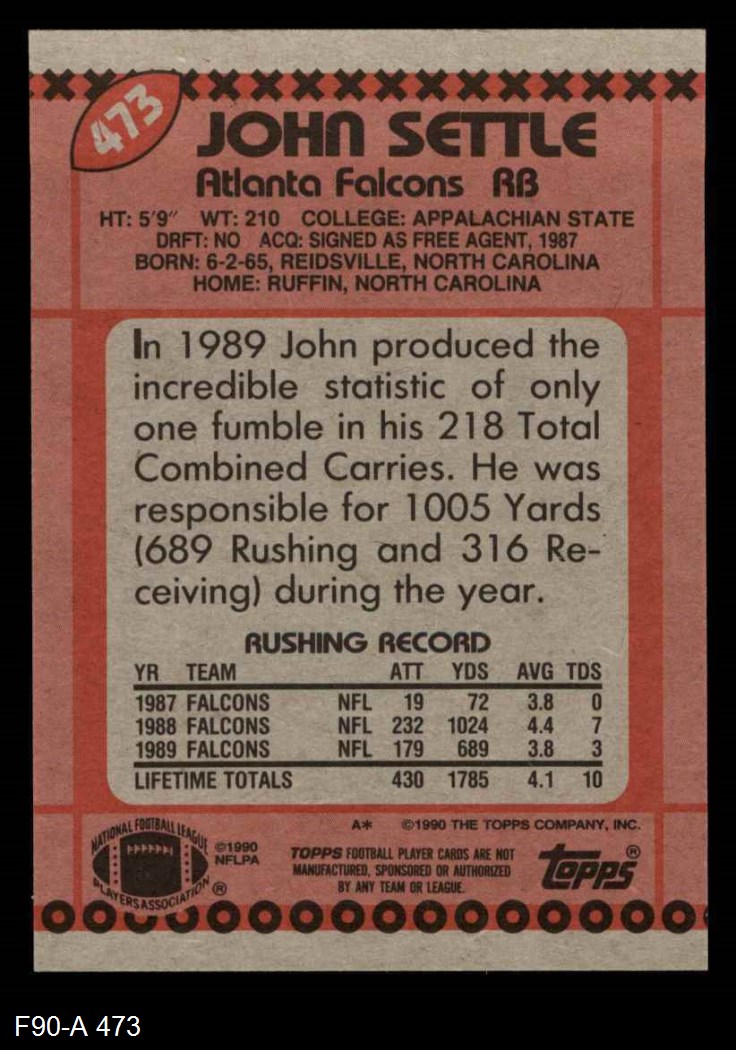 473
JOHN SETTLE
Atlanta Falcons RB
HT: 5'9" WT: 210 COLLEGE: APPALACHIAN STATE
DRFT: NO ACQ: SIGNED AS FREE AGENT, 1987
BORN: 6-2-65, REIDSVILLE, NORTH CAROLINA
HOME: RUFFIN, NORTH CAROLINA
In 1989 John produced the
incredible statistic of only
one fumble in his 218 Total
Combined Carries. He was
responsible for 1005 Yards
(689 Rushing and 316 Re-
ceiving) during the year.
RUSHING RECORD
YR TEAM ATT YDS AVG TDS
1987 FALCONS NFL 19 72 3.8 0
1988 FALCONS NFL 232 1024 4.4 7
1989 FALCONS NFL 179 689 3.8 3
LIFETIME TOTALS 430 1785 4.1 10
A* ©1990 THE TOPPS COMPANY, INC.
NATIONAL FOOTBALL LEAGUE
PLAYERS ASSOCIATION ®
©1990
NFLPA
TOPPS FOOTBALL PLAYER CARDS ARE NOT
MANUFACTURED, SPONSORED OR AUTHORIZED
BY ANY TEAM OR LEAGUE.
Topps®
F90-A 473